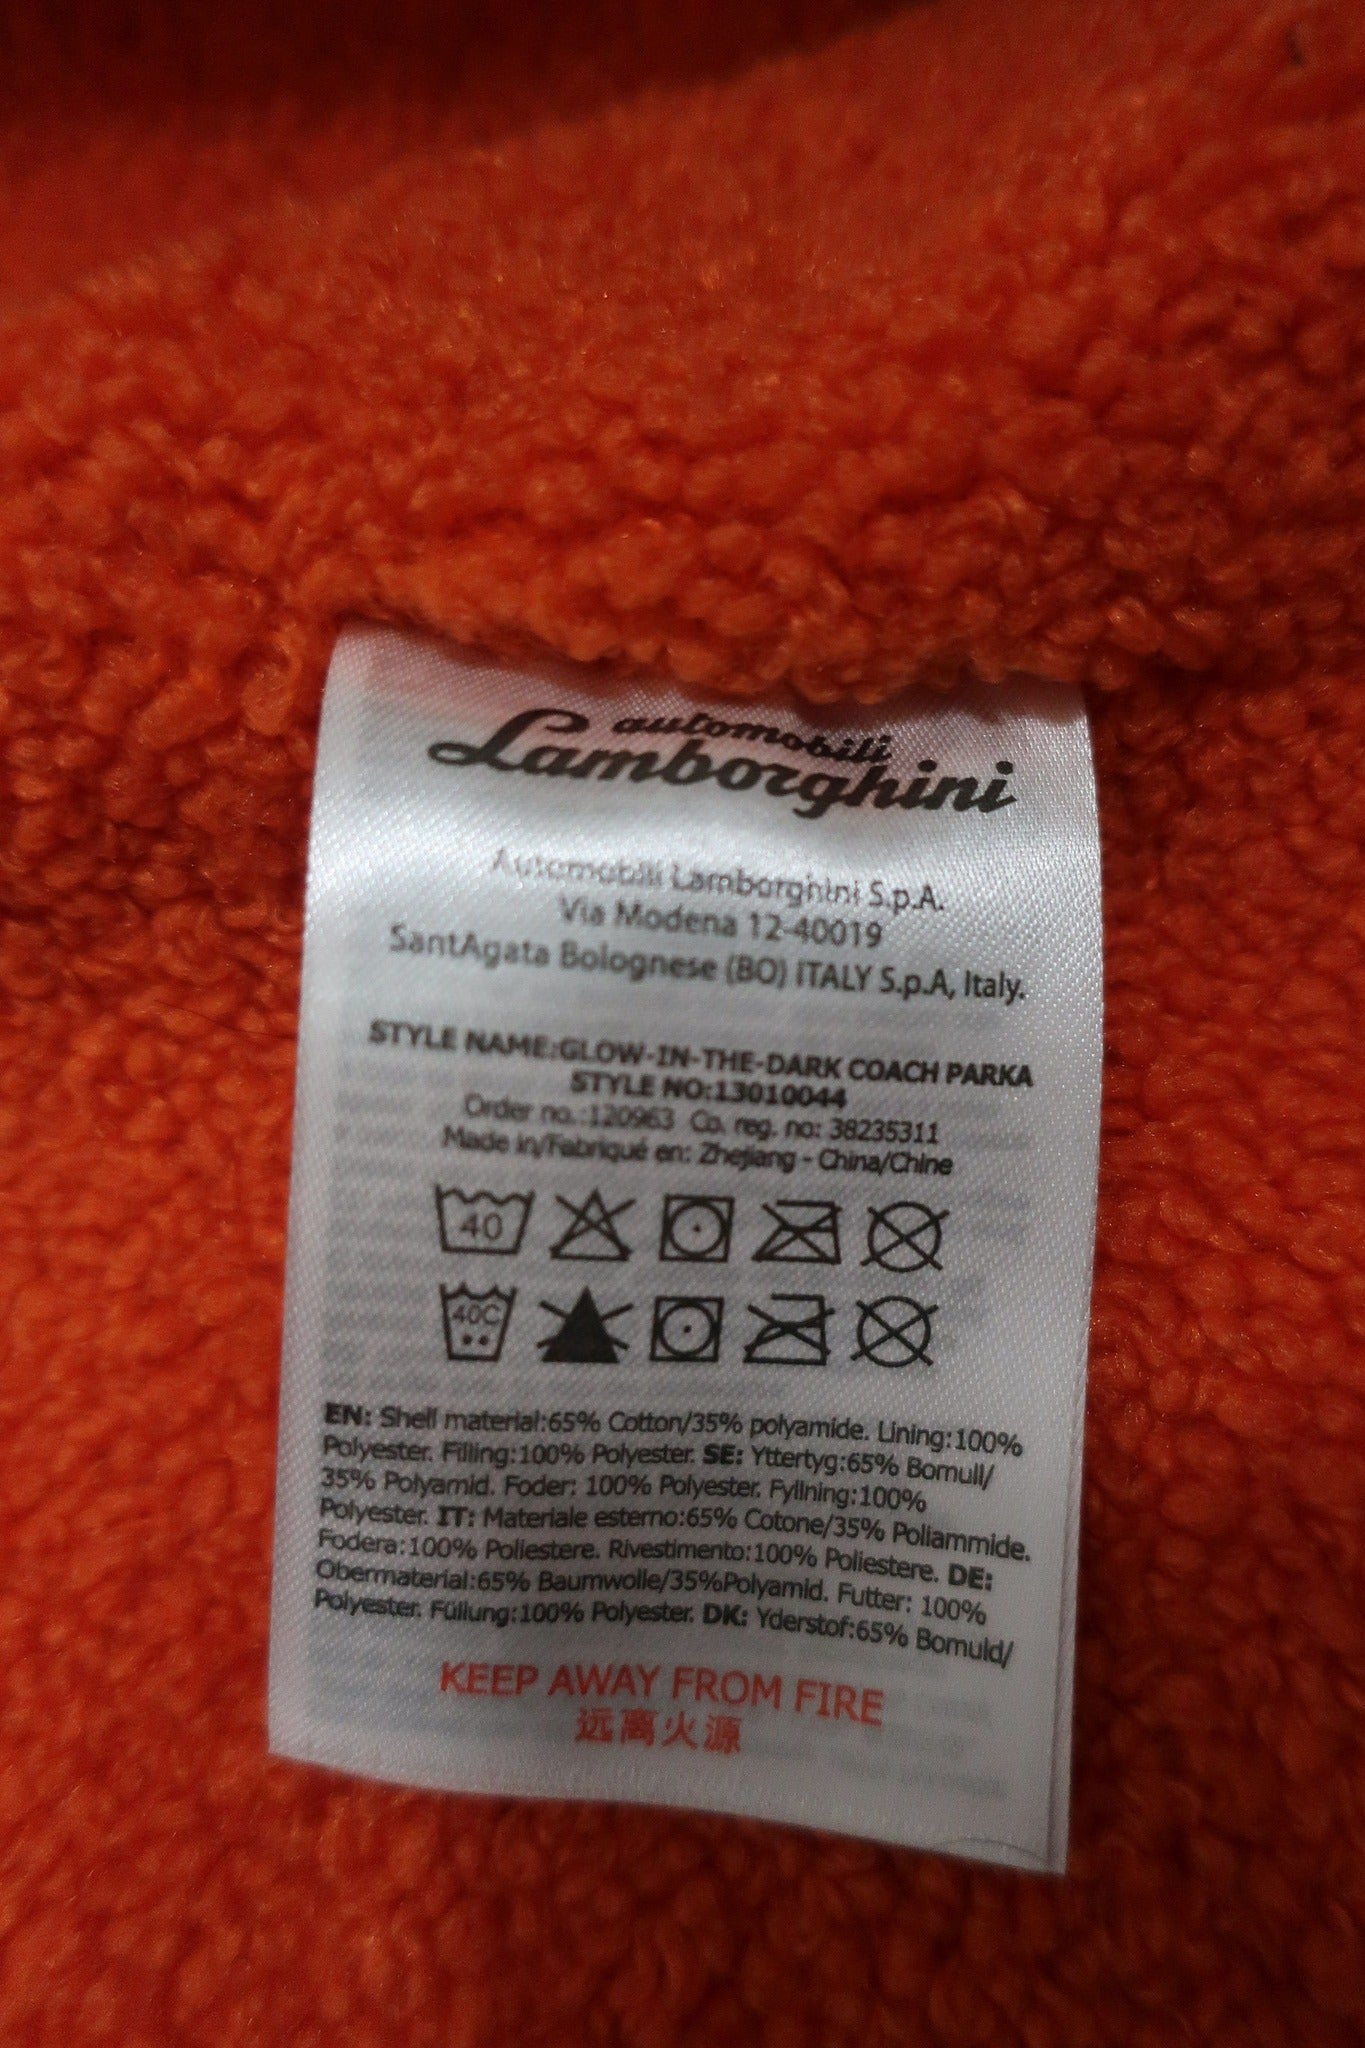 automobili
Lamborghini
Automobili Lamborghini S.p.A.
Via Modena 12-40019
SantAgata Bolognese (BO) ITALY S.p.A, Italy.
STYLE NAME:GLOW-IN-THE-DARK COACH PARKA
STYLE NO:13010044
Order no.:120963 Co. reg. no: 38235311
Made in/Fabriqué en: Zhejiang - China/Chine
40
40C
EN: Shell material:65% Cotton/35% polyamide. Lining:100%
Polyester. Filling:100% Polyester. SE: Yttertyg:65% Bomull/
35% Polyamid. Foder: 100% Polyester. Fyllning:100%
Polyester. IT: Materiale esterno:65% Cotone/35% Poliammide.
Fodera:100% Poliestere. Rivestimento:100% Poliestere. DE:
Obermaterial:65% Baumwolle/35%Polyamid. Futter: 100%
Polyester. Füllung:100% Polyester. DK: Yderstof:65% Bomuld/
KEEP AWAY FROM FIRE
远离火源